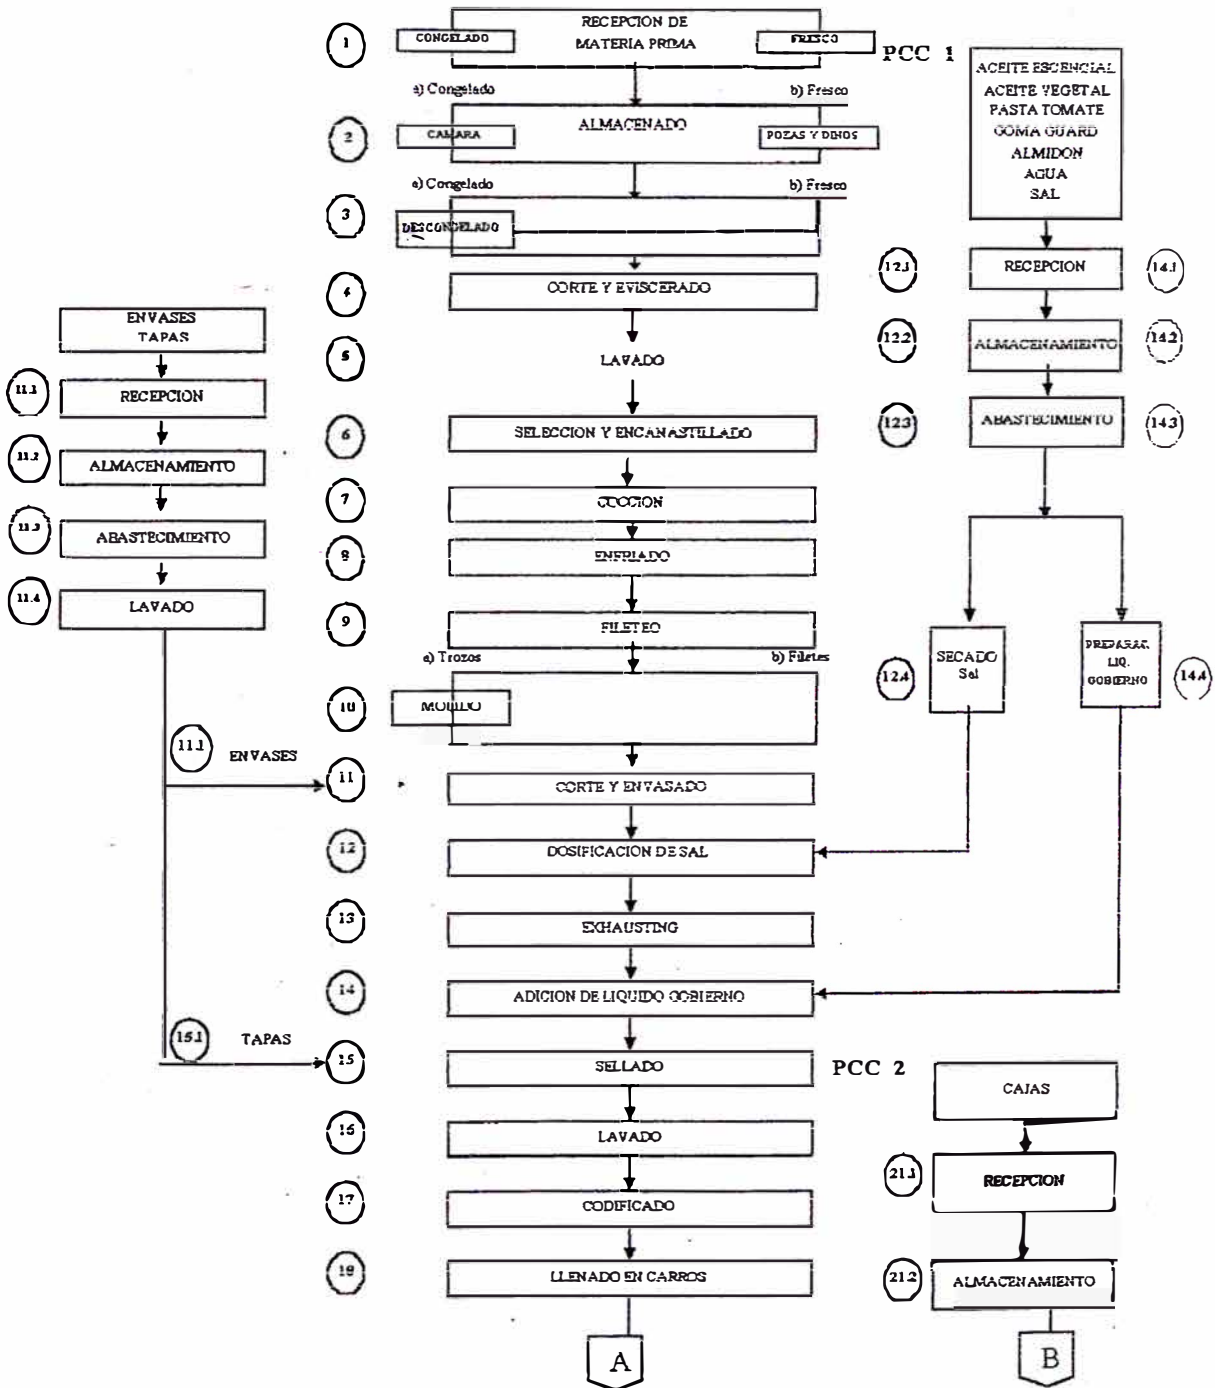 1
RECEPCION DE
MATERIA PRIMA
CONGELADO
FRESCO
PCC 1
a) Congelado
b) Fresco
2
ALMACENADO
CAMARA
POZAS Y DINOS
a) Congelado
b) Fresco
3
DESCONGELADO
4
CORTE Y EVISCERADO
5
LAVADO
6
SELECCION Y ENCANASTILLADO
7
COCCION
8
ENFRIADO
9
FILETEO
a) Trozos
b) Filetes
10
MOLIDO
11
CORTE Y ENVASADO
12
DOSIFICACION DE SAL
13
EXHAUSTING
14
ADICION DE LIQUIDO GOBIERNO
15
SELLADO
PCC 2
16
LAVADO
17
CODIFICADO
18
LLENADO EN CARROS
A
ENVASES
TAPAS
11.1
RECEPCION
11.2
ALMACENAMIENTO
11.3
ABASTECIMIENTO
11.4
LAVADO
11.1
ENVASES
15.1
TAPAS
ACEITE ESCENCIAL
ACEITE VEGETAL
PASTA TOMATE
GOMA GUARD
ALMIDON
AGUA
SAL
12.1
RECEPCION
14.1
12.2
ALMACENAMIENTO
14.2
12.3
ABASTECIMIENTO
14.3
12.4
SECADO
Sal
PREPARAC.
LIQ.
GOBIERNO
14.4
CAJAS
21.1
RECEPCION
21.2
ALMACENAMIENTO
B